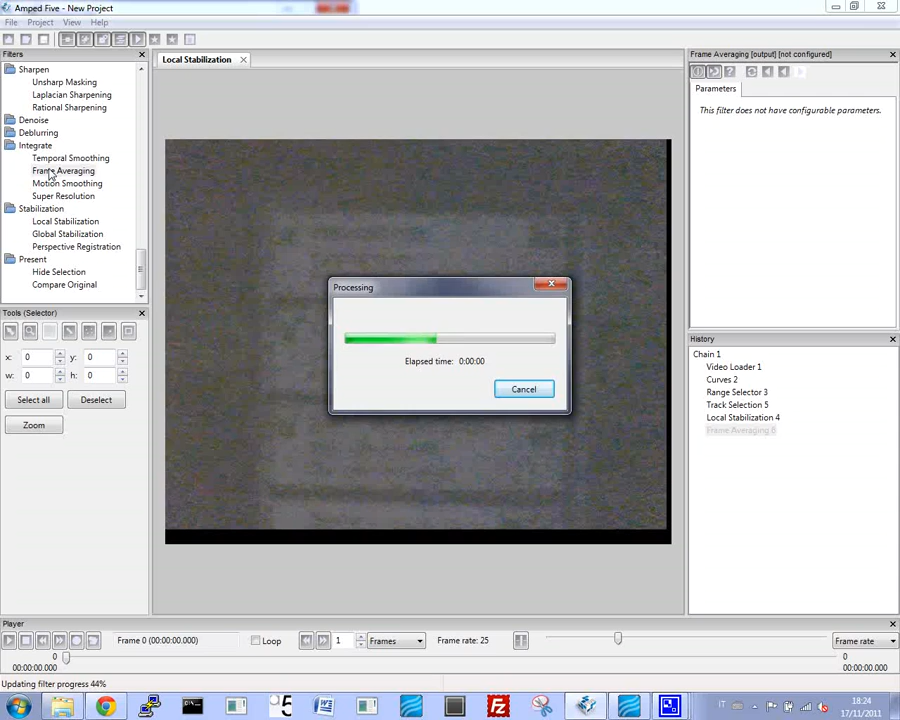 Amped Five - New Project
File Project View Help
Filters
Sharpen
Unsharp Masking
Laplacian Sharpening
Rational Sharpening
Denoise
Deblurring
Integrate
Temporal Smoothing
Frame Averaging
Motion Smoothing
Super Resolution
Stabilization
Local Stabilization
Global Stabilization
Perspective Registration
Present
Hide Selection
Compare Original
Tools (Selector)
x: 0 y: 0
w: 0 h: 0
Select all Deselect
Zoom
Local Stabilization
Processing
Elapsed time: 0:00:00
Cancel
Frame Averaging [output] [not configured]
Parameters
This filter does not have configurable parameters.
History
Chain 1
Video Loader 1
Curves 2
Range Selector 3
Track Selection 5
Local Stabilization 4
Frame Averaging 6
Player
Frame 0 (00:00:00.000) Loop 1 Frames Frame rate: 25 Frame rate
0 0
00:00:00.000 00:00:00.000
Updating filter progress 44%
IT 18:24
17/11/2011